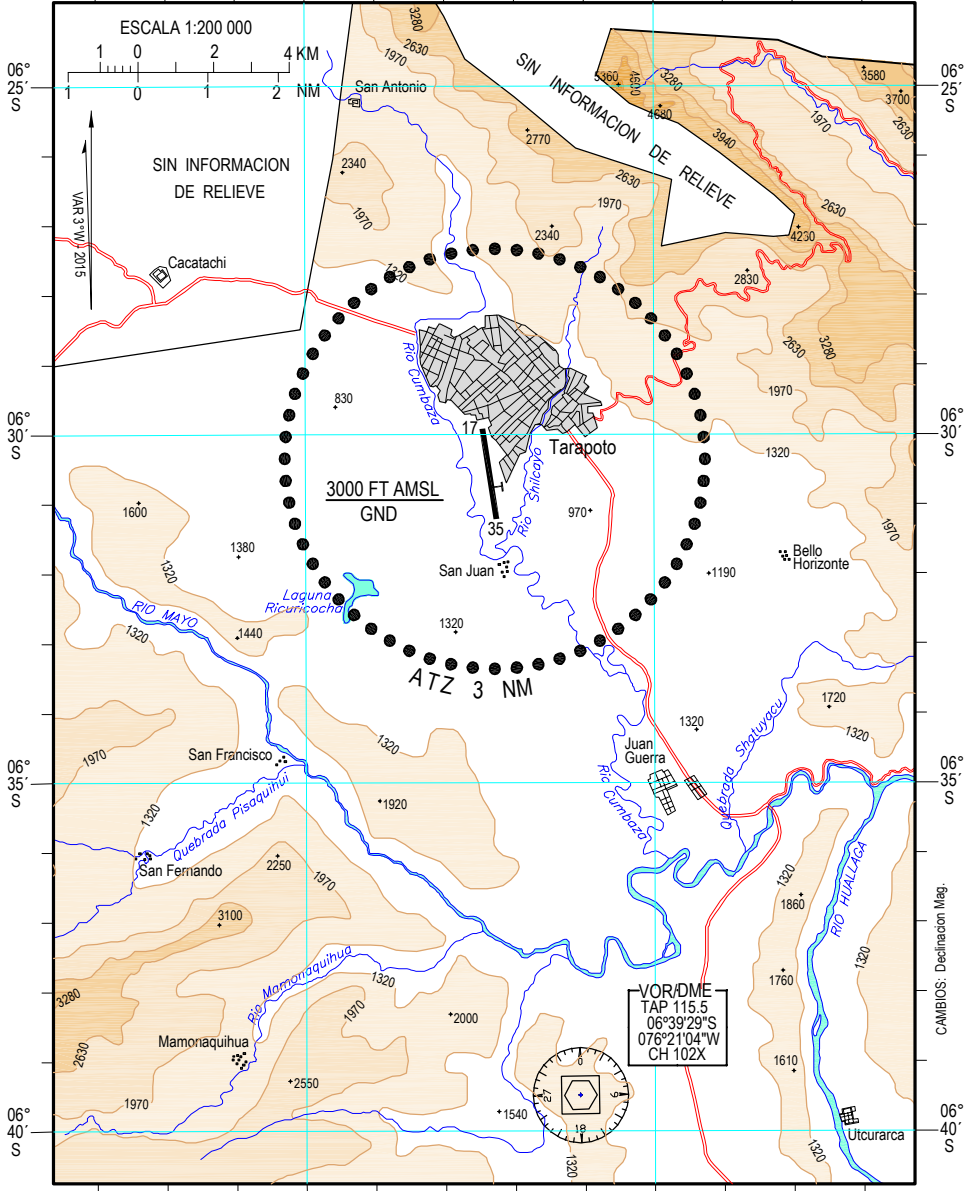 ESCALA 1:200 000
1 0 2 4 KM
1 0 1 2 NM
06°
25'
S
06°
25'
S
VAR 3°W 2015
SIN INFORMACION
DE RELIEVE
SIN INFORMACION DE RELIEVE
San Antonio
3280
2630
1970
2340
1970
2770
2630
1970
2340
1320
5360
4600
3280
4680
3940
2630
4230
2830
2630
3280
1970
3580
3700
2630
1970
Cacatachi
Rio Cumbaza
830
17
35
Tarapoto
Rio Shilcayo
06°
30'
S
06°
30'
S
3000 FT AMSL
GND
970
1320
1970
1190
Bello
Horizonte
San Juan
Laguna
Ricuricocha
1600
1380
1320
1320
1440
1320
RIO MAYO
ATZ 3 NM
1970
1320
San Francisco
Quebrada Pisaquihui
San Fernando
1320
1920
2250
1970
3100
3280
2630
1970
Rio Mamonaquihua
1320
1970
Mamonaquihua
2550
2000
1540
1320
Juan
Guerra
1320
Rio Cumbaza
Quebrada Shatuyacu
1720
1320
06°
35'
S
06°
35'
S
1320
1860
1760
1610
1320
1320
RIO HUALLAGA
VOR/DME
TAP 115.5
06°39'29"S
076°21'04"W
CH 102X
0
9
18
27
Utcurarca
06°
40'
S
06°
40'
S
CAMBIOS: Declinacion Mag.